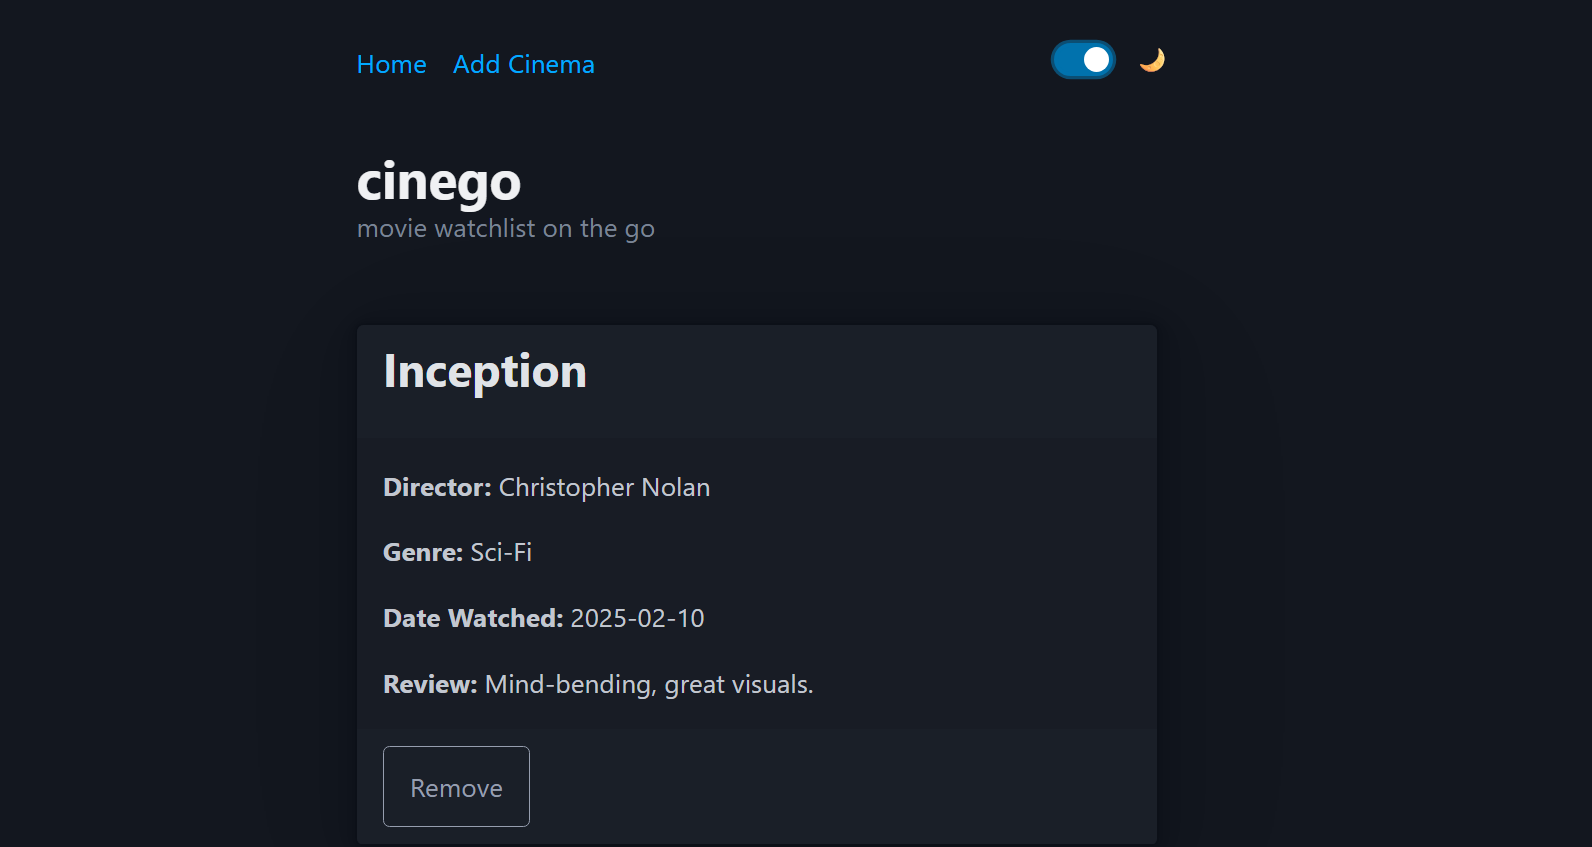 Home Add Cinema
cinego
movie watchlist on the go
Inception
Director: Christopher Nolan
Genre: Sci-Fi
Date Watched: 2025-02-10
Review: Mind-bending, great visuals.
Remove